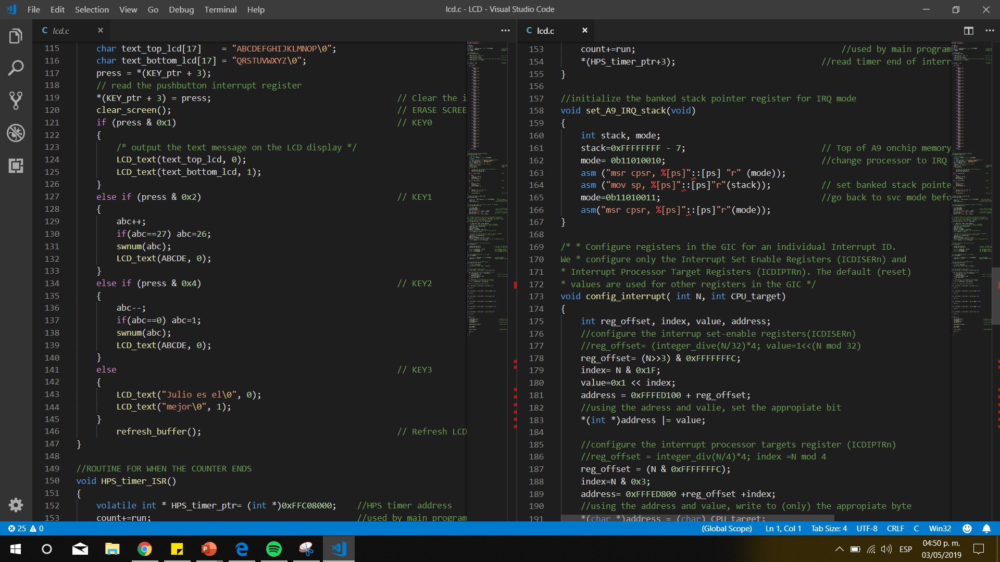 File Edit Selection View Go Debug Terminal Help
lcd.c - LCD - Visual Studio Code
C lcd.c
115 char text_top_lcd[17]    = "ABCDEFGHIJKLMNOP\0";
116 char text_bottom_lcd[17] = "QRSTUVWXYZ\0";
117 press = *(KEY_ptr + 3);
118 // read the pushbutton interrupt register
119 *(KEY_ptr + 3) = press; // Clear the i
120 clear_screen(); // ERASE SCREE
121 if (press & 0x1) // KEY0
122 {
123 /* output the text message on the LCD display */
124 LCD_text(text_top_lcd, 0);
125 LCD_text(text_bottom_lcd, 1);
126 }
127 else if (press & 0x2) // KEY1
128 {
129 abc++;
130 if(abc==27) abc=26;
131 swnum(abc);
132 LCD_text(ABCDE, 0);
133 }
134 else if (press & 0x4) // KEY2
135 {
136 abc--;
137 if(abc==0) abc=1;
138 swnum(abc);
139 LCD_text(ABCDE, 0);
140 }
141 else // KEY3
142 {
143 LCD_text("Julio es el\0", 0);
144 LCD_text("mejor\0", 1);
145 }
146 refresh_buffer(); // Refresh LCD
147 }
148
149 //ROUTINE FOR WHEN THE COUNTER ENDS
150 void HPS_timer_ISR()
151 {
152 volatile int * HPS_timer_ptr= (int *)0xFFC08000; //HPS timer address
153 count+=run; //used by main program
C lcd.c
153 count+=run; //used by main program
154 *(HPS_timer_ptr+3); //read timer end of interr
155 }
156
157 //initialize the banked stack pointer register for IRQ mode
158 void set_A9_IRQ_stack(void)
159 {
160 int stack, mode;
161 stack=0xFFFFFFFF - 7; // Top of A9 onchip memory
162 mode= 0b11010010; //change processor to IRQ
163 asm ("msr cpsr, %[ps]"::[ps] "r" (mode));
164 asm ("mov sp, %[ps]"::[ps]"r"(stack)); // set banked stack pointe
165 mode=0b11010011; //go back to svc mode befo
166 asm("msr cpsr, %[ps]"::[ps]"r"(mode));
167 }
168
169 /* * Configure registers in the GIC for an individual Interrupt ID.
170 We * configure only the Interrupt Set Enable Registers (ICDISERn) and
171 * Interrupt Processor Target Registers (ICDIPTRn). The default (reset)
172 * values are used for other registers in the GIC */
173 void config_interrupt( int N, int CPU_target)
174 {
175 int reg_offset, index, value, address;
176 //configure the interrup set-enable registers(ICDISERn)
177 //reg_offset= (integer_dive(N/32)*4; value=1<<(N mod 32)
178 reg_offset= (N>>3) & 0xFFFFFFFC;
179 index= N & 0x1F;
180 value=0x1 << index;
181 address = 0xFFFED100 + reg_offset;
182 //using the adress and valie, set the appropiate bit
183 *(int *)address |= value;
184
185 //configure the interrupt processor targets register (ICDIPTRn)
186 //reg_offset = integer_div(N/4)*4; index =N mod 4
187 reg_offset = (N & 0xFFFFFFFC);
188 index=N & 0x3;
189 address= 0xFFFED800 +reg_offset +index;
190 //using the address and value, write to (only) the appropiate byte
191 *(char *)address = (char) CPU_target;
25 0
(Global Scope) Ln 1, Col 1 Tab Size: 4 UTF-8 CRLF C Win32
ESP
04:50 p. m.
03/05/2019